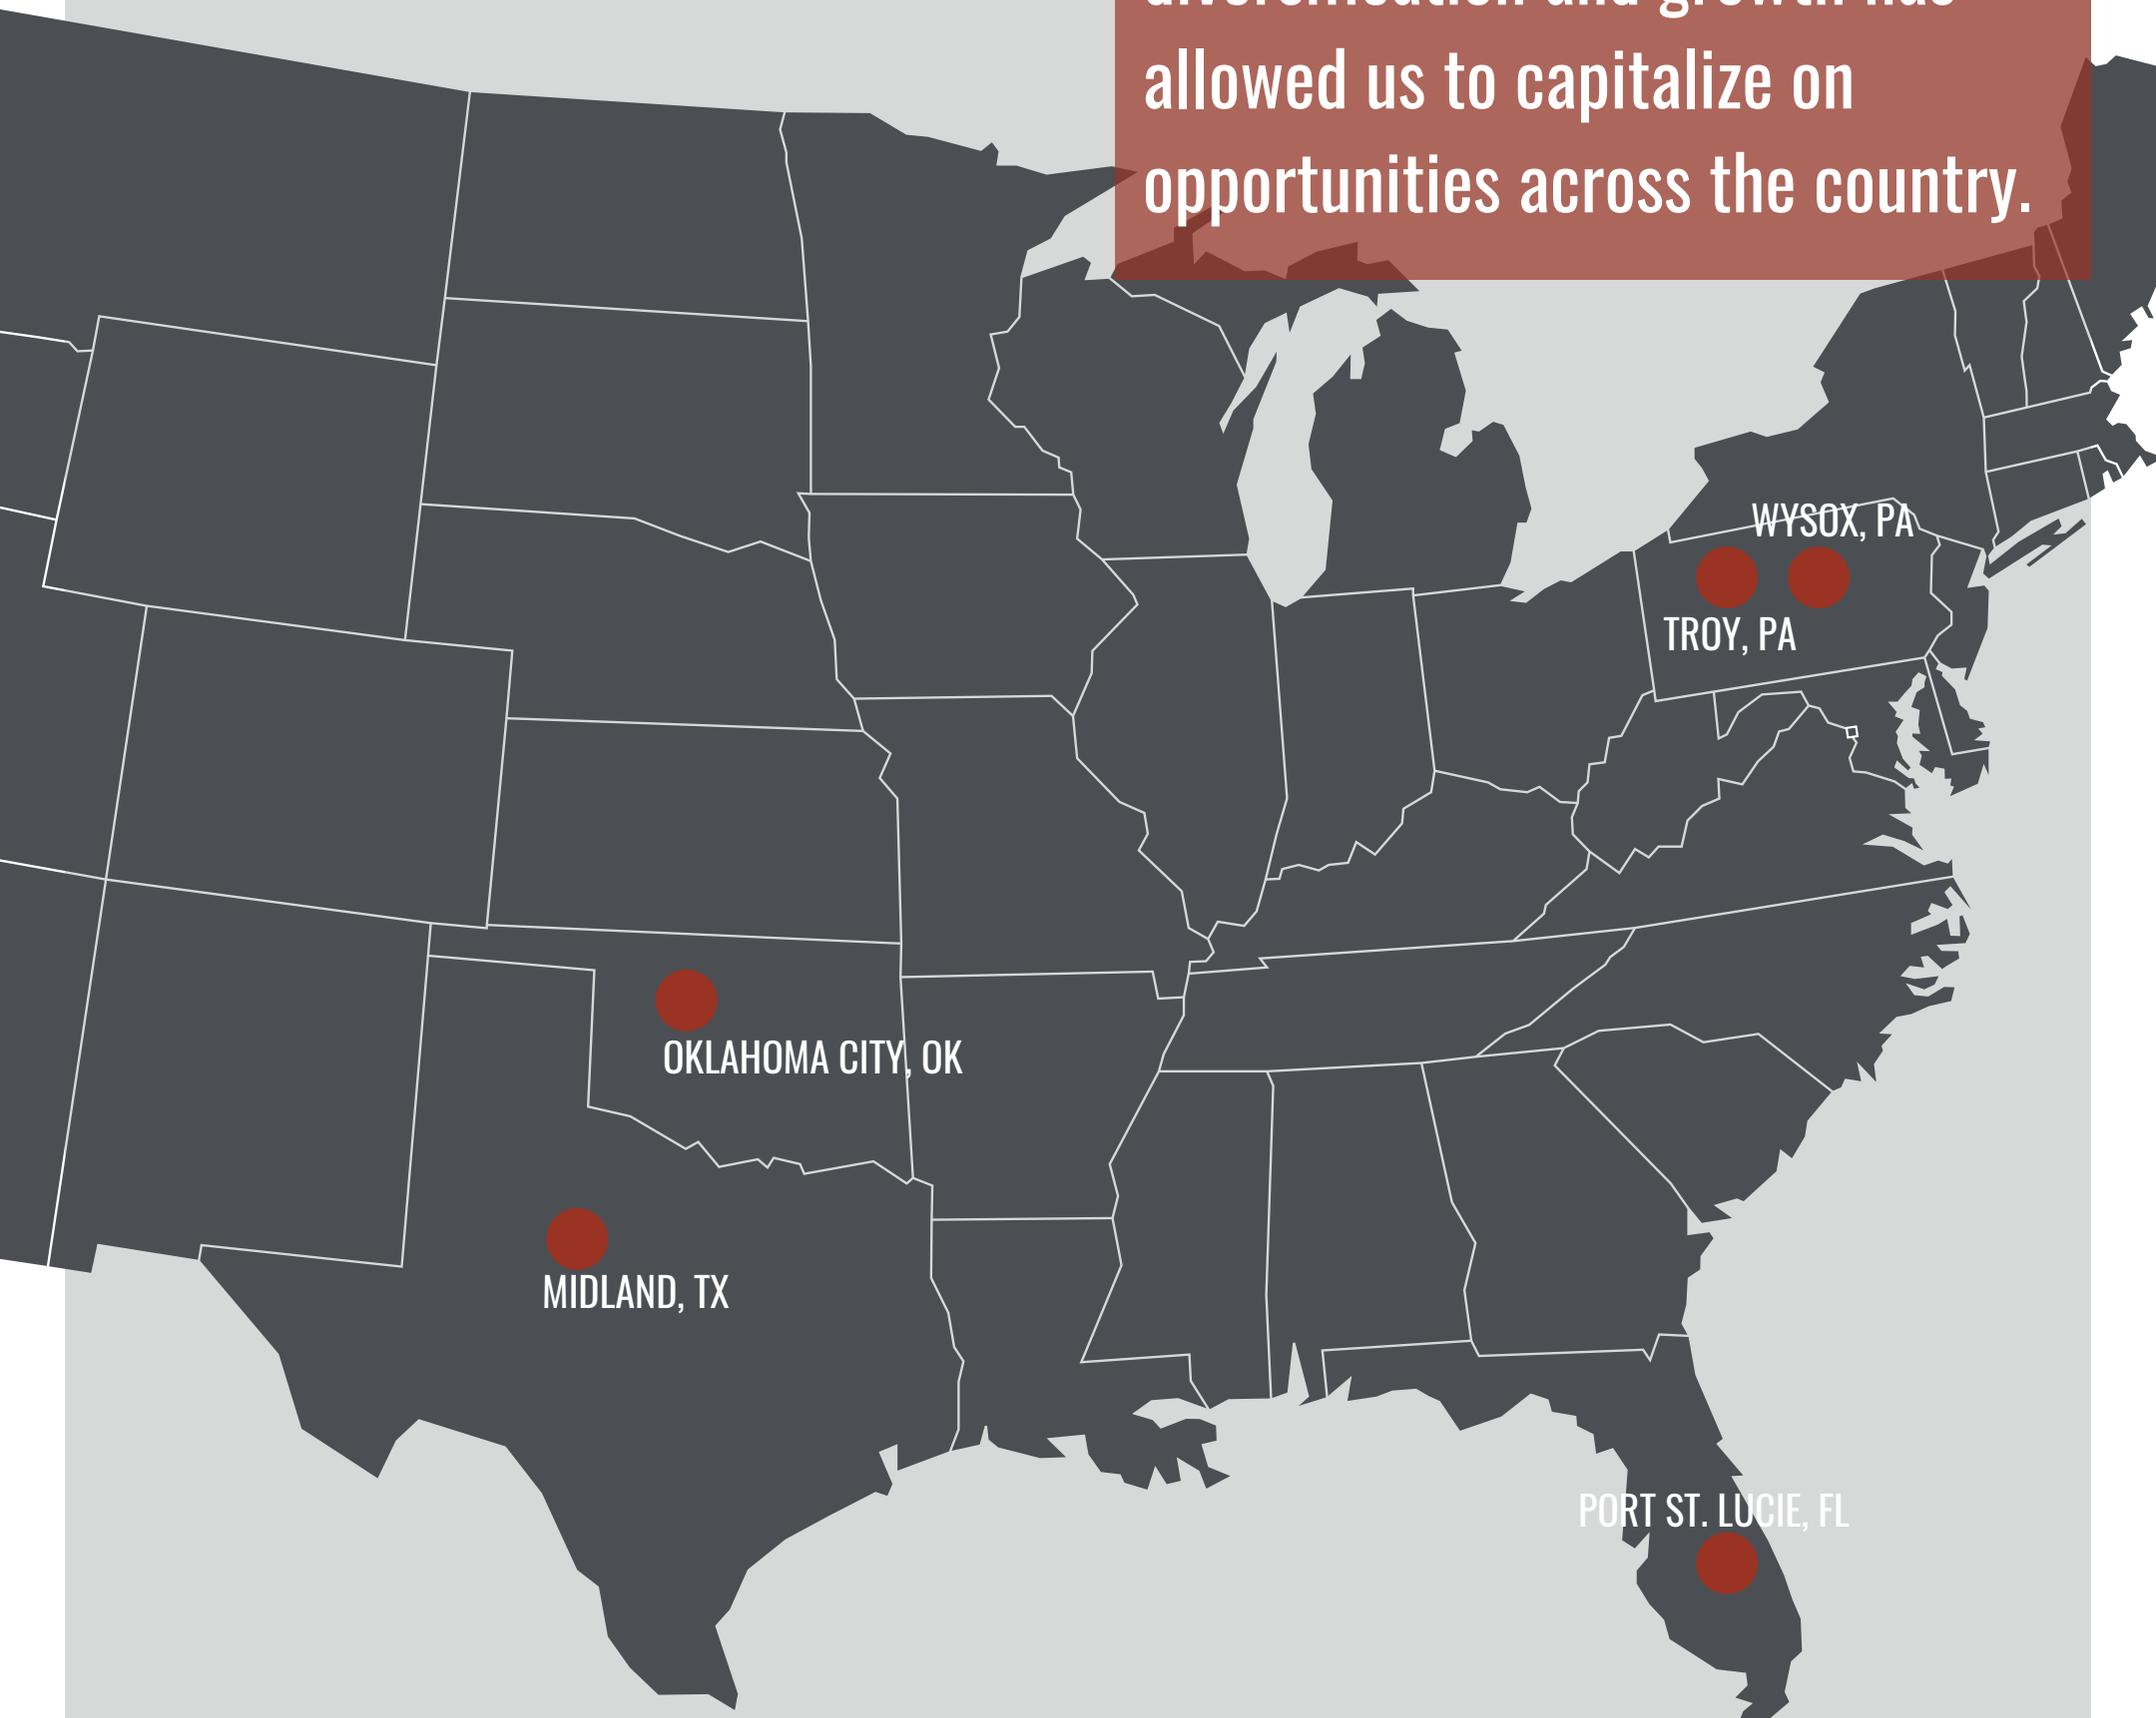 allowed us to capitalize on
opportunities across the country.
WYSOX, PA
TROY, PA
OKLAHOMA CITY, OK
MIDLAND, TX
PORT ST. LUCIE, FL